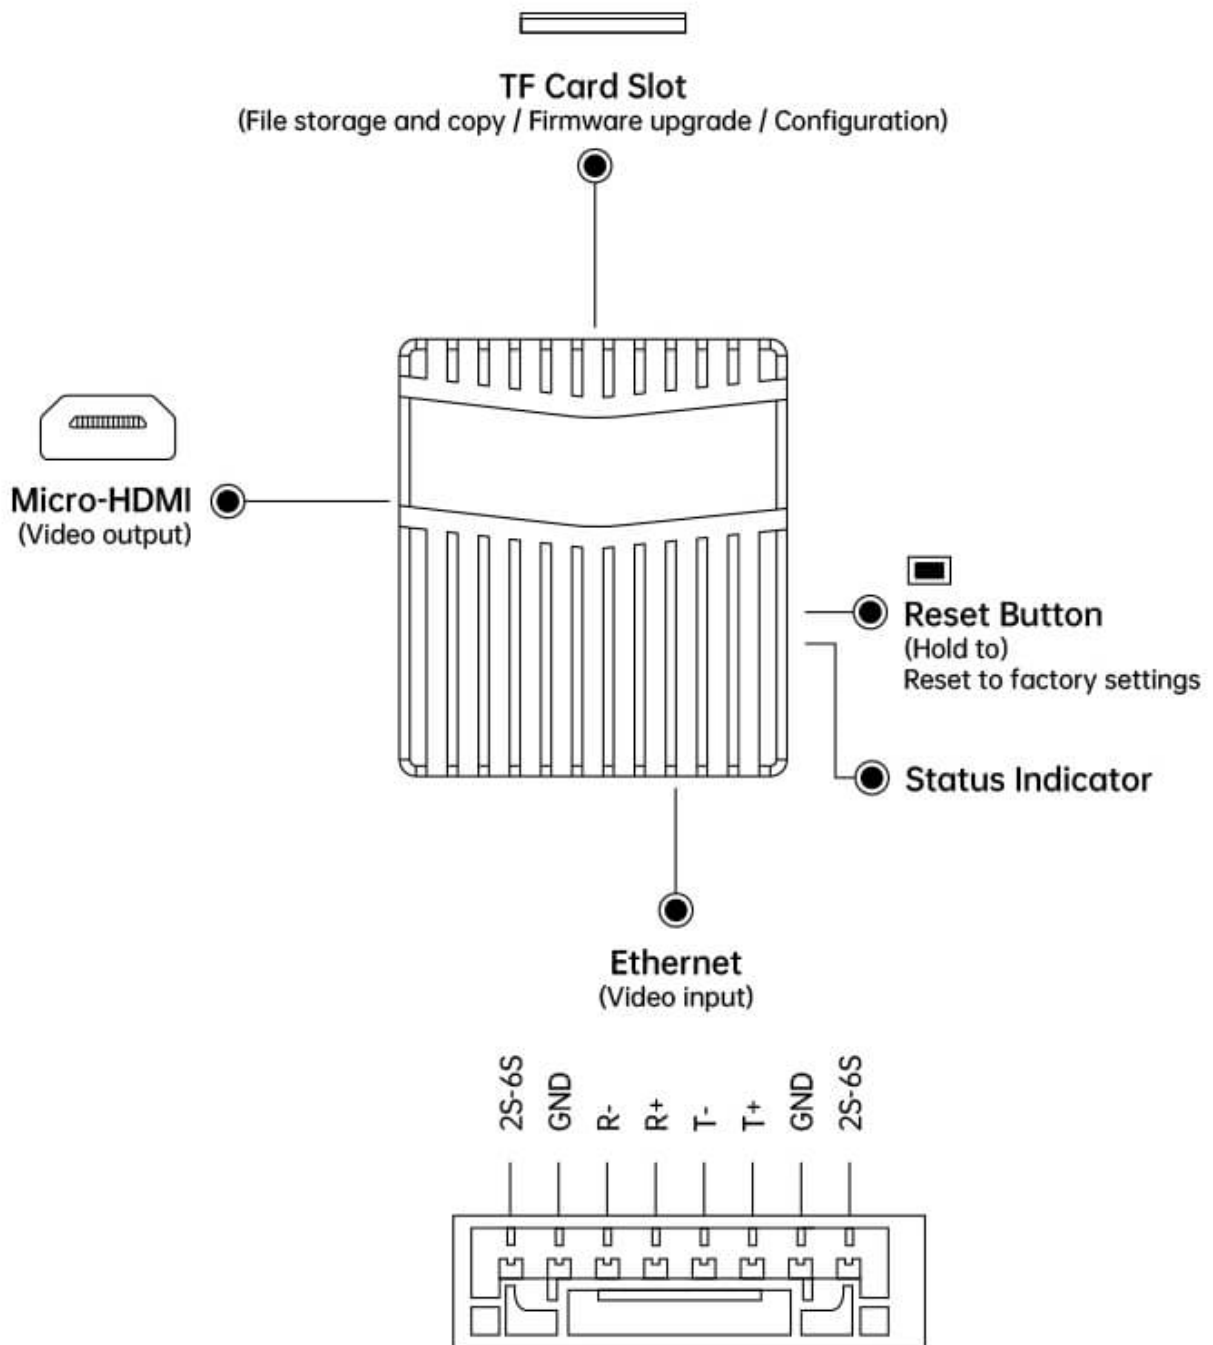 TF Card Slot
(File storage and copy / Firmware upgrade / Configuration)
Micro-HDMI
(Video output)
Reset Button
(Hold to)
Reset to factory settings
Status Indicator
Ethernet
(Video input)
2S-6S
GND
R-
R+
T-
T+
GND
2S-6S